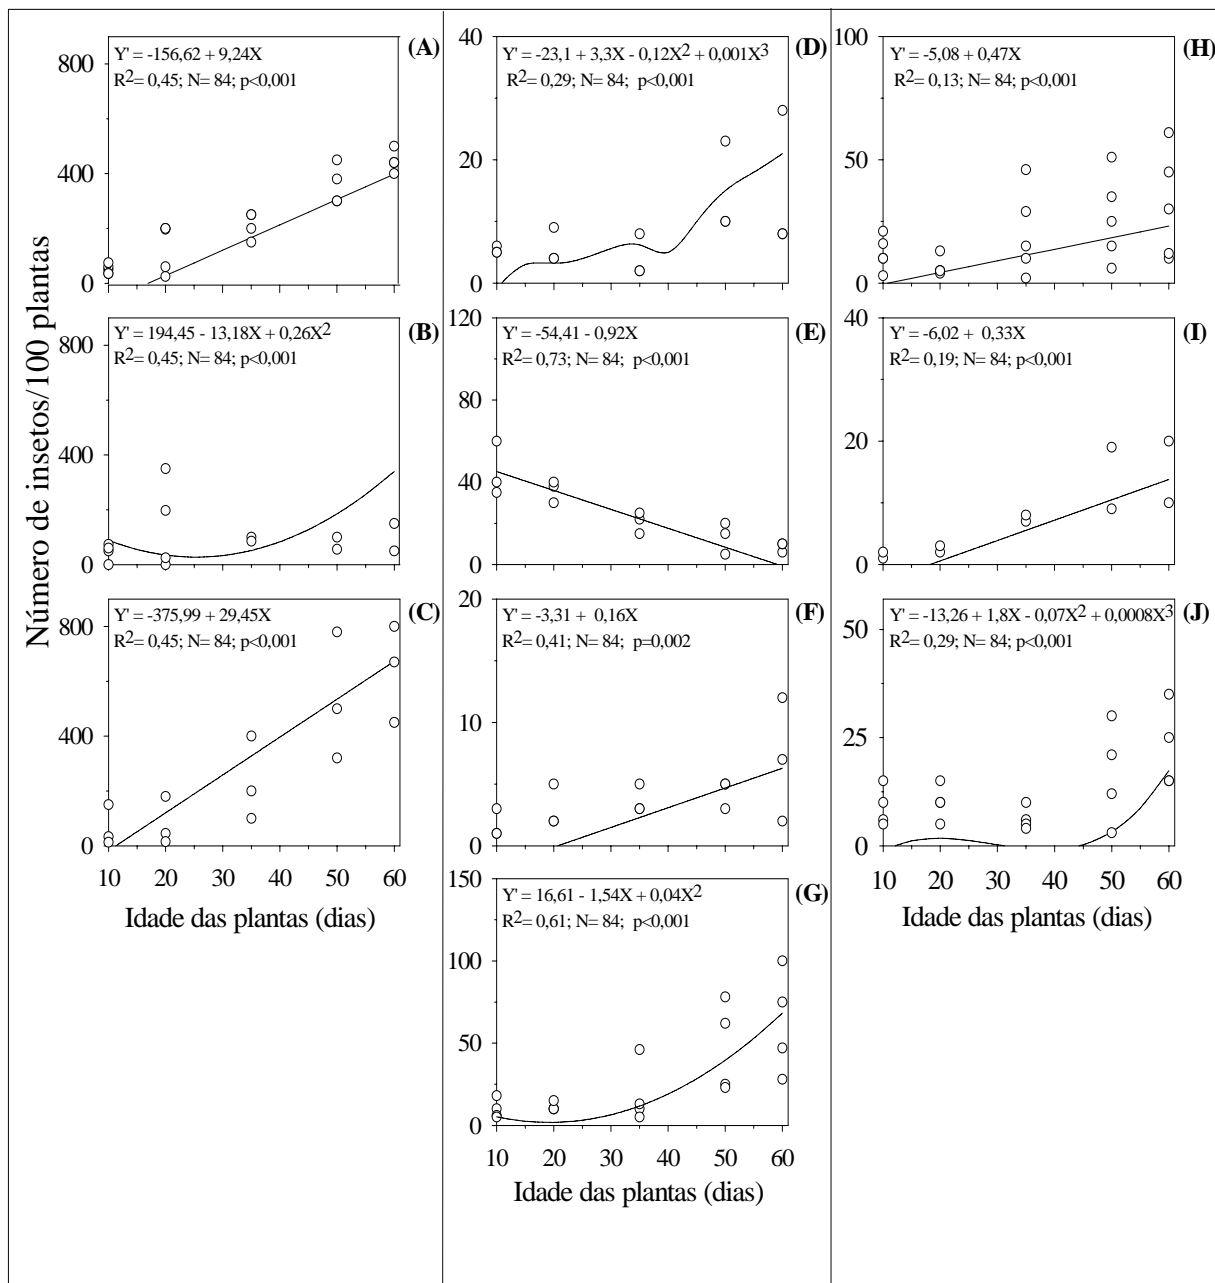 Número de insetos/100 plantas
Y' = -156,62 + 9,24X
(A)
R2= 0,45; N= 84; p<0,001
800
400
0
Y' = 194,45 - 13,18X + 0,26X2
(B)
R2= 0,45; N= 84; p<0,001
800
400
0
Y' = -375,99 + 29,45X
(C)
R2= 0,45; N= 84; p<0,001
800
400
0
10 20 30 40 50 60
Idade das plantas (dias)
40
Y' = -23,1 + 3,3X - 0,12X2 + 0,001X3
(D)
R2= 0,29; N= 84; p<0,001
20
0
120
Y' = -54,41 - 0,92X
(E)
R2= 0,73; N= 84; p<0,001
80
40
0
20
Y' = -3,31 + 0,16X
(F)
R2= 0,41; N= 84; p=0,002
10
0
150
Y' = 16,61 - 1,54X + 0,04X2
(G)
R2= 0,61; N= 84; p<0,001
100
50
0
10 20 30 40 50 60
Idade das plantas (dias)
100
Y' = -5,08 + 0,47X
(H)
R2= 0,13; N= 84; p<0,001
50
0
40
Y' = -6,02 + 0,33X
(I)
R2= 0,19; N= 84; p<0,001
20
0
Y' = -13,26 + 1,8X - 0,07X2 + 0,0008X3
(J)
R2= 0,29; N= 84; p<0,001
50
25
0
10 20 30 40 50 60
Idade das plantas (dias)